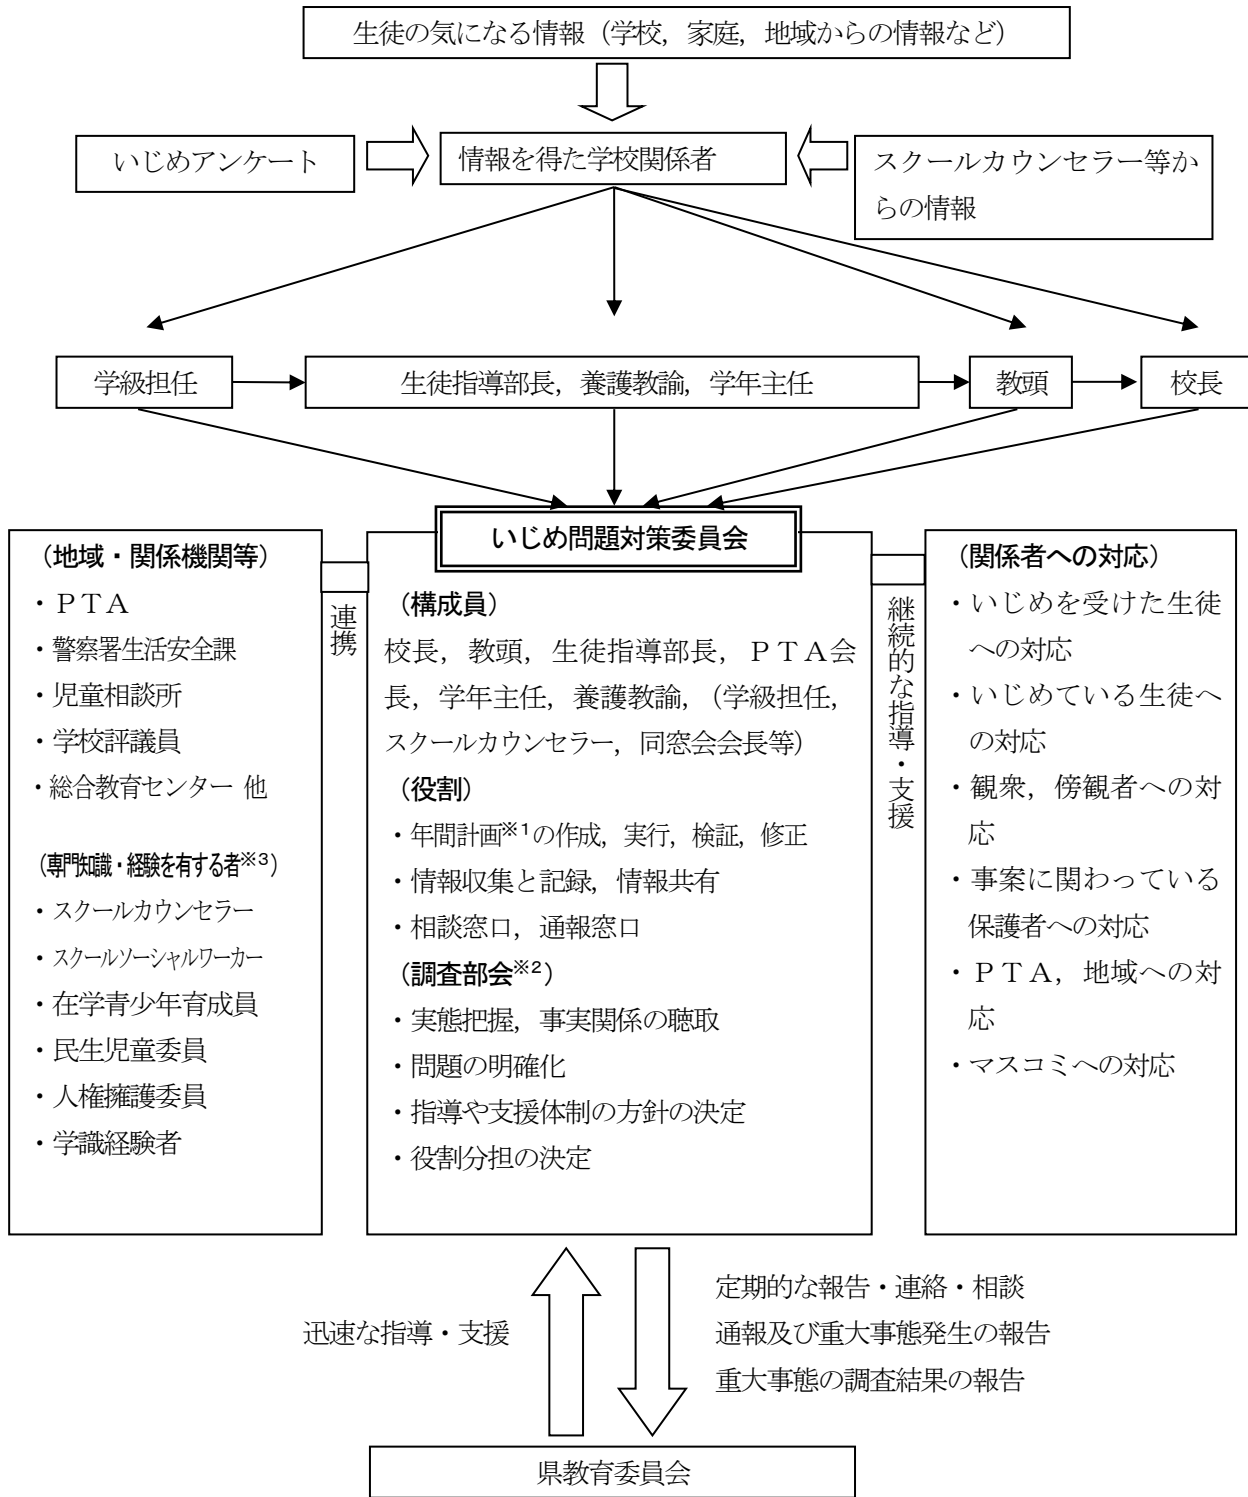 生徒の気になる情報（学校，家庭，地域からの情報など）
いじめアンケート
情報を得た学校関係者
スクールカウンセラー等か
らの情報
学級担任
生徒指導部長，養護教諭，学年主任
教頭
校長
いじめ問題対策委員会
（地域・関係機関等）
・ＰＴＡ
・警察署生活安全課
・児童相談所
・学校評議員
・総合教育センター 他
（専門知識・経験を有する者※3）
・スクールカウンセラー
・スクールソーシャルワーカー
・在学青少年育成員
・民生児童委員
・人権擁護委員
・学識経験者
連携
（構成員）
校長，教頭，生徒指導部長，ＰＴＡ会
長，学年主任，養護教諭，（学級担任，
スクールカウンセラー，同窓会会長等）
（役割）
・年間計画※1の作成，実行，検証，修正
・情報収集と記録，情報共有
・相談窓口，通報窓口
（調査部会※2）
・実態把握，事実関係の聴取
・問題の明確化
・指導や支援体制の方針の決定
・役割分担の決定
継続的な指導・支援
（関係者への対応）
・いじめを受けた生徒
への対応
・いじめている生徒へ
の対応
・観衆，傍観者への対
応
・事案に関わっている
保護者への対応
・ＰＴＡ，地域への対
応
・マスコミへの対応
迅速な指導・支援
定期的な報告・連絡・相談
通報及び重大事態発生の報告
重大事態の調査結果の報告
県教育委員会